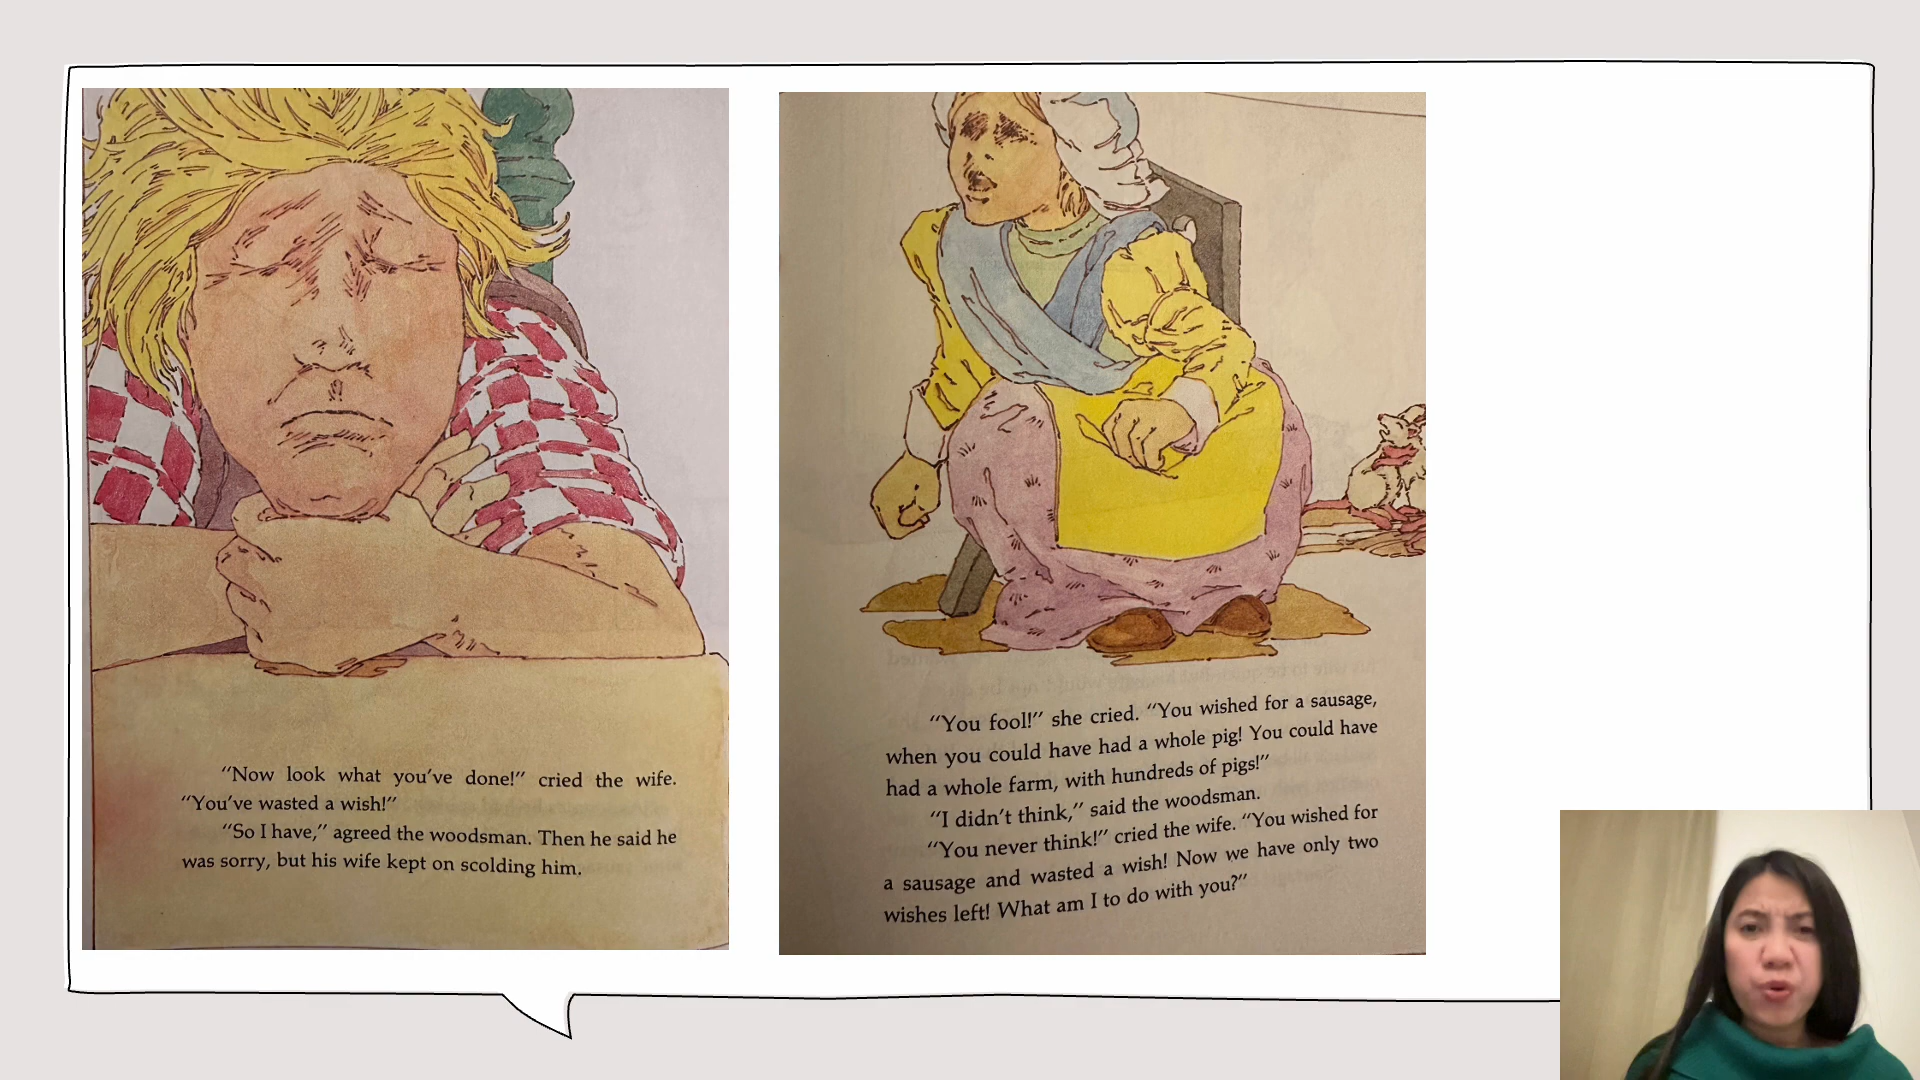 “Now look what you’ve done!” cried the wife.
“You’ve wasted a wish!”
“So I have,” agreed the woodsman. Then he said he
was sorry, but his wife kept on scolding him.
“You fool!” she cried. “You wished for a sausage,
when you could have had a whole pig! You could have
had a whole farm, with hundreds of pigs!”
“I didn’t think,” said the woodsman.
“You never think!” cried the wife. “You wished for
a sausage and wasted a wish! Now we have only two
wishes left! What am I to do with you?”